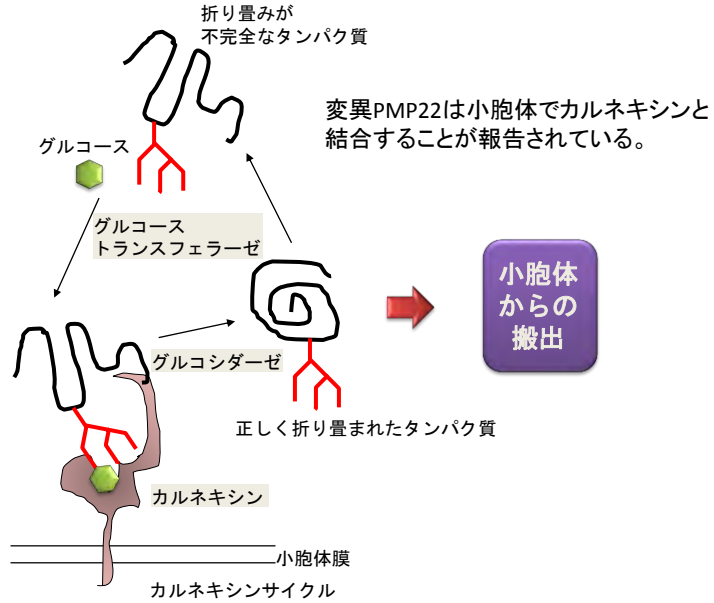 折り畳みが
不完全なタンパク質
変異PMP22は小胞体でカルネキシンと
結合することが報告されている。
グルコース
グルコース
トランスフェラーゼ
小胞体
からの
搬出
グルコシダーゼ
正しく折り畳まれたタンパク質
カルネキシン
小胞体膜
カルネキシンサイクル